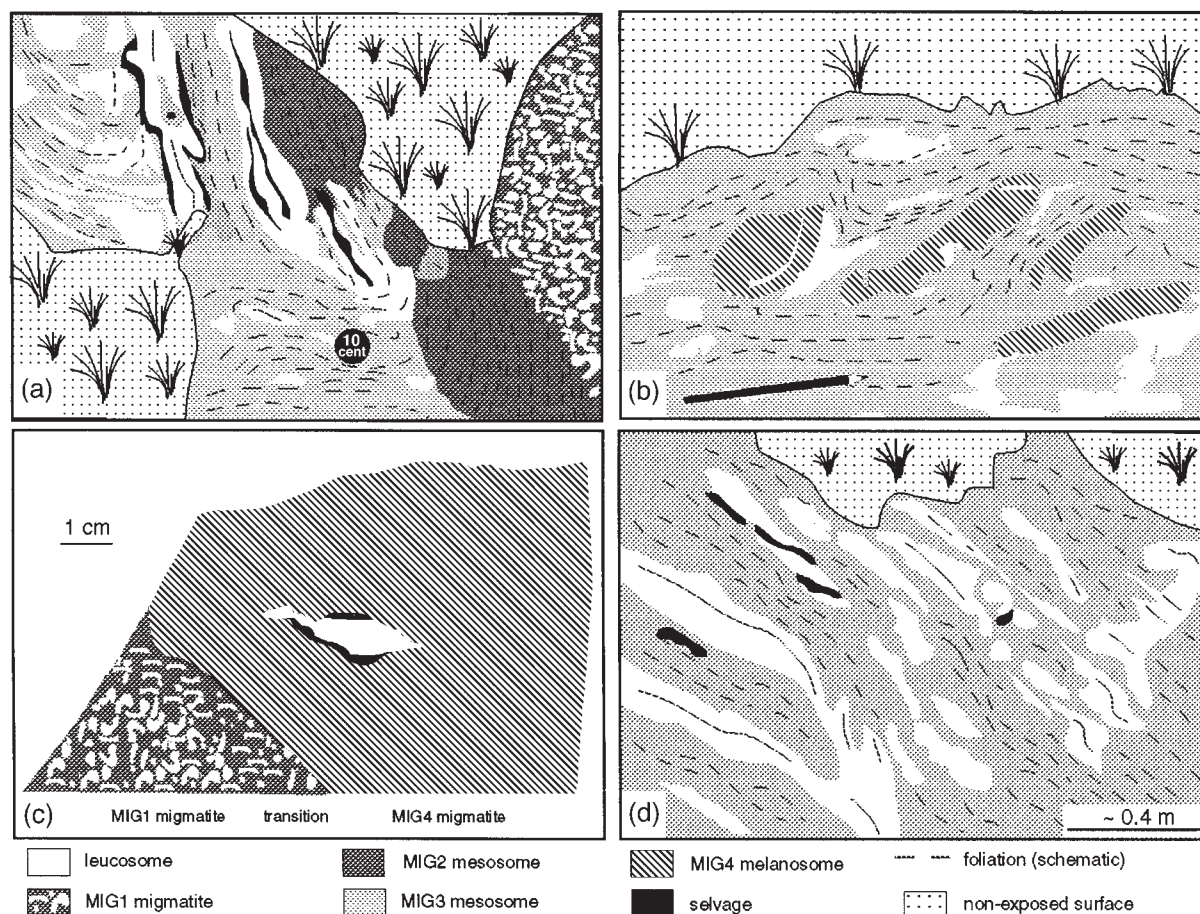 (a)
10
cent
(b)
1 cm
(c)
MIG1 migmatite transition MIG4 migmatite
(d)
~ 0.4 m
leucosome
MIG1 migmatite
MIG2 mesosome
MIG3 mesosome
MIG4 melanosome
selvage
foliation (schematic)
non-exposed surface